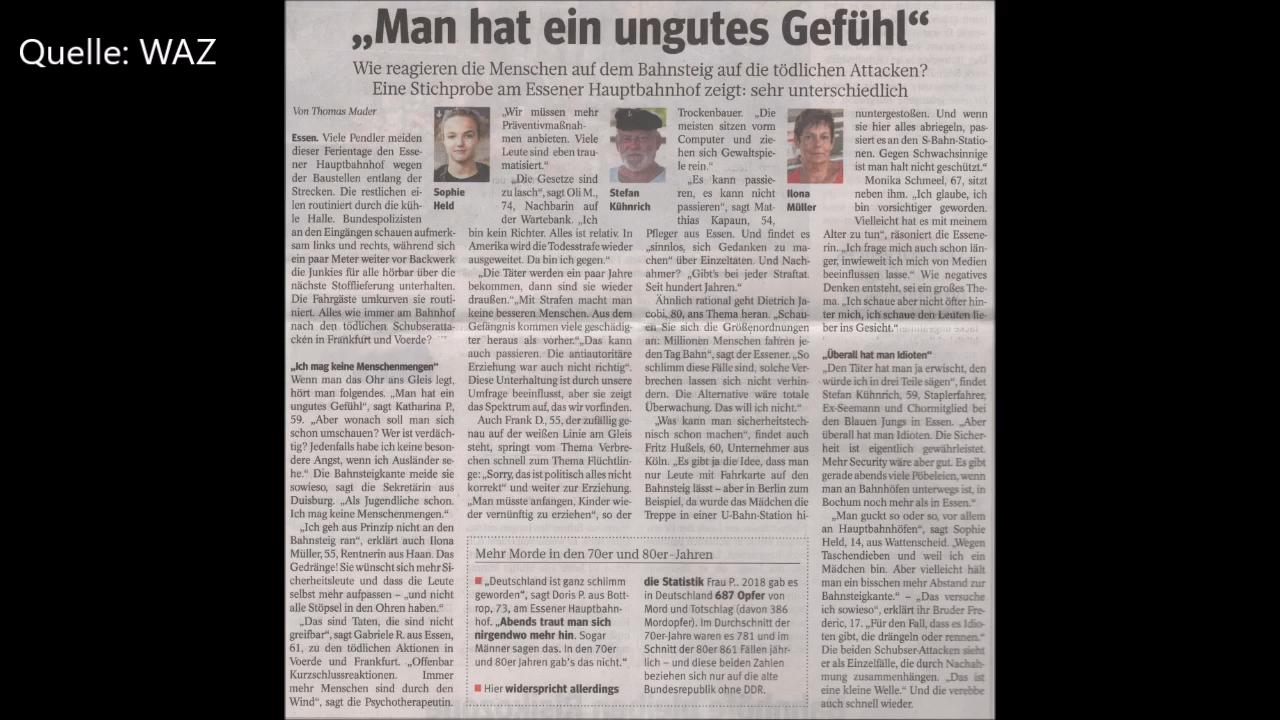 Quelle: WAZ
„Man hat ein ungutes Gefühl“
Wie reagieren die Menschen auf dem Bahnsteig auf die tödlichen Attacken?
Eine Stichprobe am Essener Hauptbahnhof zeigt: sehr unterschiedlich
Von Thomas Mader
Essen. Viele Pendler meiden
dieser Ferientage den Esse-
ner Hauptbahnhof wegen
der Baustellen entlang der
Strecken. Die restlichen ei-
len routiniert durch die küh-
le Halle. Bundespolizisten
an den Eingängen schauen aufmerk-
sam links und rechts, während sich
ein paar Meter weiter vor Backwerk
die Junkies für alle hörbar über die
nächste Stofflieferung unterhalten.
Die Fahrgäste umkurven sie routi-
niert. Alles wie immer am Bahnhof
nach den tödlichen Schubseratta-
cken in Frankfurt und Voerde?
„Ich mag keine Menschenmengen“
Wenn man das Ohr ans Gleis legt,
hört man folgendes. „Man hat ein
ungutes Gefühl“, sagt Katharina P.,
59. „Aber wonach soll man sich
schon umschauen? Wer ist verdäch-
tig? Jedenfalls habe ich keine beson-
dere Angst, wenn ich Ausländer se-
he.“ Die Bahnsteigkante meide sie
sowieso, sagt die Sekretärin aus
Duisburg. „Als Jugendliche schon.
Ich mag keine Menschenmengen.“
„Ich geh aus Prinzip nicht an den
Bahnsteig ran“, erklärt auch Ilona
Müller, 55, Rentnerin aus Haan. Das
Gedränge! Sie wünscht sich mehr Si-
cherheitsleute und dass die Leute
selbst mehr aufpassen – „und nicht
alle Stöpsel in den Ohren haben.“
„Das sind Taten, die sind nicht
greifbar“, sagt Gabriele R. aus Essen,
61, zu den tödlichen Aktionen in
Voerde und Frankfurt. „Offenbar
Kurzschlussreaktionen. Immer
mehr Menschen sind durch den
Wind“, sagt die Psychotherapeutin.
Sophie
Held
„Wir müssen mehr
Präventivmaßnah-
men anbieten. Viele
Leute sind eben trau-
matisiert.“
„Die Gesetze sind
zu lasch“, sagt Oli M.,
74, Nachbarin auf
der Wartebank. „Ich
bin kein Richter. Alles ist relativ. In
Amerika wird die Todesstrafe wieder
ausgeweitet. Da bin ich gegen.“
„Die Täter werden ein paar Jahre
bekommen, dann sind sie wieder
draußen.“ „Mit Strafen macht man
keine besseren Menschen. Aus dem
Gefängnis kommen viele geschädig-
ter heraus als vorher.“ „Das kann
auch passieren. Die antiautoritäre
Erziehung war auch nicht richtig“.
Diese Unterhaltung ist durch unsere
Umfrage beeinflusst, aber sie zeigt
das Spektrum auf, das wir vorfinden.
Auch Frank D., 55, der zufällig ge-
nau auf der weißen Linie am Gleis
steht, springt vom Thema Verbre-
chen schnell zum Thema Flüchtlin-
ge: „Sorry, das ist politisch alles nicht
korrekt“ und weiter zur Erziehung.
„Man müsste anfangen, Kinder wie-
der vernünftig zu erziehen“, so der
Stefan
Kühnrich
Trockenbauer. „Die
meisten sitzen vorm
Computer und zie-
hen sich Gewaltspie-
le rein.“
„Es kann passie-
ren, es kann nicht
passieren“, sagt Mat-
thias Kapaun, 54,
Pfleger aus Essen. Und findet es
„sinnlos, sich Gedanken zu ma-
chen“ über Einzeltaten. Und Nach-
ahmer? „Gibt's bei jeder Straftat.
Seit hundert Jahren.“
Ähnlich rational geht Dietrich Ja-
cobi, 80, ans Thema heran. „Schau-
en Sie sich die Größenordnungen
an: Millionen Menschen fahren je-
den Tag Bahn“, sagt der Essener. „So
schlimm diese Fälle sind, solche Ver-
brechen lassen sich nicht verhin-
dern. Die Alternative wäre totale
Überwachung. Das will ich nicht.“
„Was kann man sicherheitstech-
nisch schon machen“, findet auch
Fritz Hußels, 60, Unternehmer aus
Köln. „Es gibt ja die Idee, dass man
nur Leute mit Fahrkarte auf den
Bahnsteig lässt – aber in Berlin zum
Beispiel, da wurde das Mädchen die
Treppe in einer U-Bahn-Station hi-
Ilona
Müller
nuntergestoßen. Und wenn
sie hier alles abriegeln, pas-
siert es an den S-Bahn-Statio-
nen. Gegen Schwachsinnige
ist man halt nicht geschützt.“
Monika Schmeel, 67, sitzt
neben ihm. „Ich glaube, ich
bin vorsichtiger geworden.
Vielleicht hat es mit meinem
Alter zu tun“, räsoniert die Essene-
rin. „Ich frage mich auch schon län-
ger, inwieweit ich mich von Medien
beeinflussen lasse.“ Wie negatives
Denken entsteht, sei ein großes The-
ma. „Ich schaue aber nicht öfter hin-
ter mich, ich schaue den Leuten lie-
ber ins Gesicht.“
„Überall hat man Idioten“
„Den Täter hat man ja erwischt, den
würde ich in drei Teile sägen“, findet
Stefan Kühnrich, 59, Staplerfahrer,
Ex-Seemann und Chormitglied bei
den Blauen Jungs in Essen. „Aber
überall hat man Idioten. Die Sicher-
heit ist eigentlich gewährleistet.
Mehr Security wäre aber gut. Es gibt
gerade abends viele Pöbeleien, wenn
man an Bahnhöfen unterwegs ist, in
Bochum noch mehr als in Essen.“
„Man guckt so oder so, vor allem
an Hauptbahnhöfen“, sagt Sophie
Held, 14, aus Wattenscheid. „Wegen
Taschendieben und weil ich ein
Mädchen bin. Aber vielleicht hält
man ein bisschen mehr Abstand zur
Bahnsteigkante.“ – „Das versuche
ich sowieso“, erklärt ihr Bruder Fre-
deric, 17. „Für den Fall, dass es Idio-
ten gibt, die drängeln oder rennen.“
Die beiden Schubser-Attacken sieht
er als Einzelfälle, die durch Nachah-
mung zusammenhängen. „Das ist
eine kleine Welle.“ Und die verebbe
auch schnell wieder.
Mehr Morde in den 70er und 80er-Jahren
„Deutschland ist ganz schlimm
geworden“, sagt Doris P. aus Bott-
rop, 73, am Essener Hauptbahn-
hof. „Abends traut man sich
nirgendwo mehr hin. Sogar
Männer sagen das. In den 70er
und 80er Jahren gab's das nicht.“
Hier widerspricht allerdings
die Statistik Frau P.. 2018 gab es
in Deutschland 687 Opfer von
Mord und Totschlag (davon 386
Mordopfer). Im Durchschnitt der
70er-Jahre waren es 781 und im
Schnitt der 80er 861 Fällen jähr-
lich – und diese beiden Zahlen
beziehen sich nur auf die alte
Bundesrepublik ohne DDR.